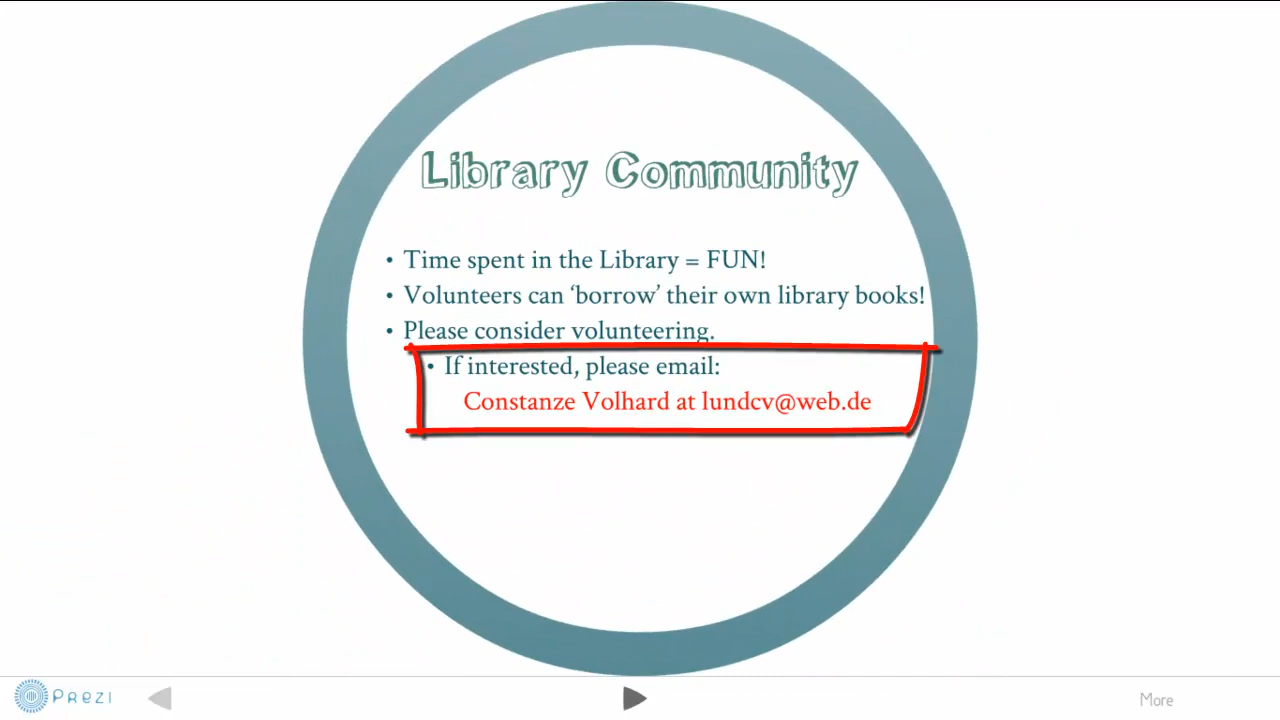 Library Community
• Time spent in the Library = FUN!
• Volunteers can ‘borrow’ their own library books!
• Please consider volunteering.
• If interested, please email:
Constanze Volhard at lundcv@web.de
Prezi
More